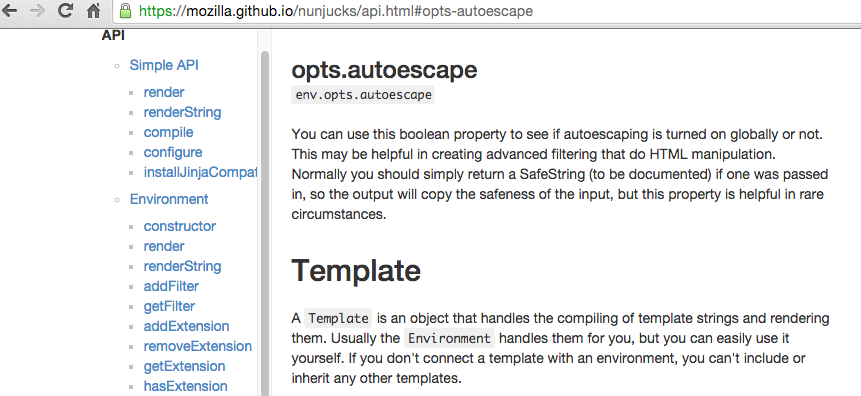 https://mozilla.github.io/nunjucks/api.html#opts-autoescape
API
Simple API
render
renderString
compile
configure
installJinjaCompat
Environment
constructor
render
renderString
addFilter
getFilter
addExtension
removeExtension
getExtension
hasExtension
opts.autoescape
env.opts.autoescape
You can use this boolean property to see if autoescaping is turned on globally or not.
This may be helpful in creating advanced filtering that do HTML manipulation.
Normally you should simply return a SafeString (to be documented) if one was passed
in, so the output will copy the safeness of the input, but this property is helpful in rare
circumstances.
Template
A Template is an object that handles the compiling of template strings and rendering
them. Usually the Environment handles them for you, but you can easily use it
yourself. If you don't connect a template with an environment, you can't include or
inherit any other templates.